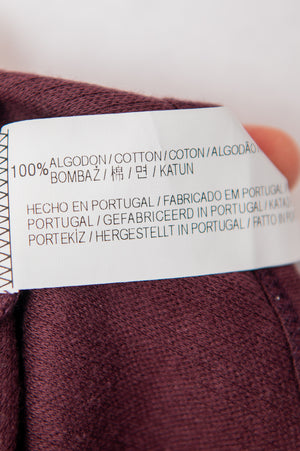 100% ALGODON / COTTON / COTON / ALGODÃO
BOMBAŽ / 棉 / 면 / KATUN
HECHO EN PORTUGAL / FABRICADO EM PORTUGAL
PORTUGAL / GEFABRICEERD IN PORTUGAL /
PORTEKİZ / HERGESTELLT IN PORTUGAL / FATTO IN